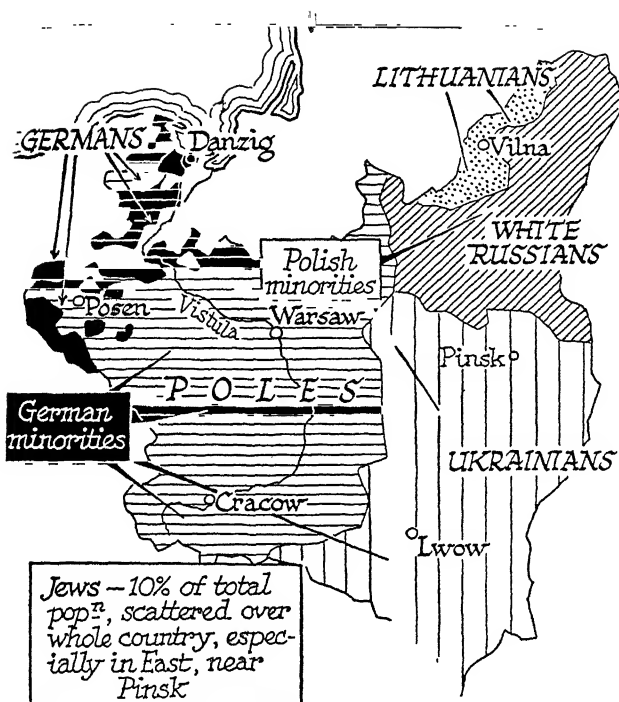 LITHUANIANS
GERMANS
Danzig
Vilna
WHITE
RUSSIANS
Polish
minorities
Posen
Vistula
Warsaw
Pinsk
POLES
German
minorities
UKRAINIANS
Cracow
Lwow
Jews – 10% of total
popⁿ, scattered over
whole country, espec-
ially in East, near
Pinsk